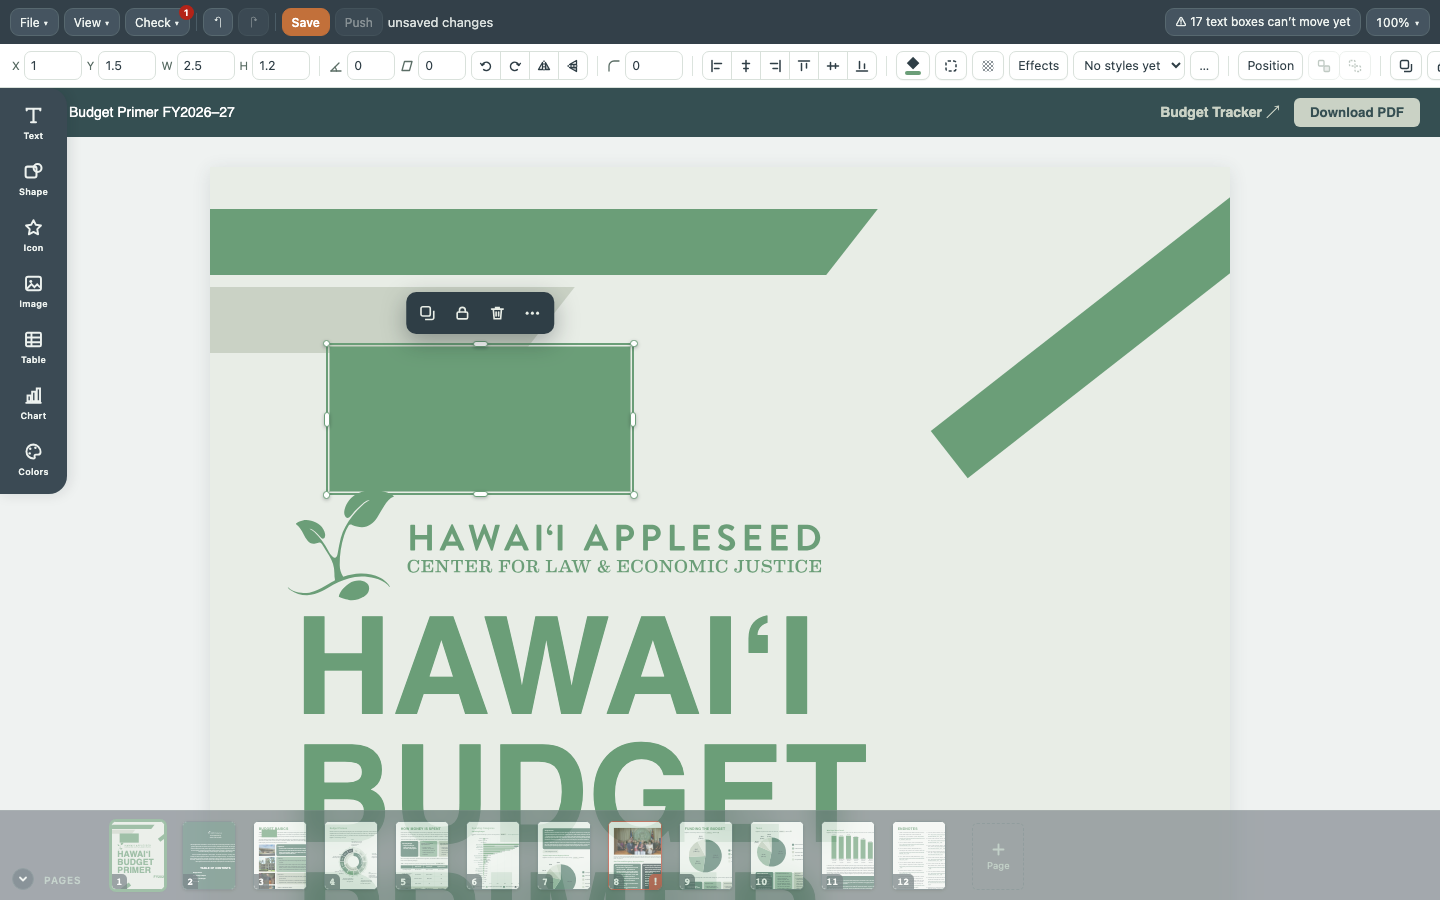 File
View
Check
1
Save
Push
unsaved changes
17 text boxes can't move yet
100%
X
1
Y
1.5
W
2.5
H
1.2
0
0
0
Effects
No styles yet
...
Position
Budget Primer FY2026–27
Budget Tracker
Download PDF
Text
Shape
Icon
Image
Table
Chart
Colors
HAWAIʻI APPLESEED
CENTER FOR LAW & ECONOMIC JUSTICE
HAWAIʻI
BUDGET
PRIMER
PAGES
1
2
3
4
5
6
7
8
!
9
10
11
12
Page